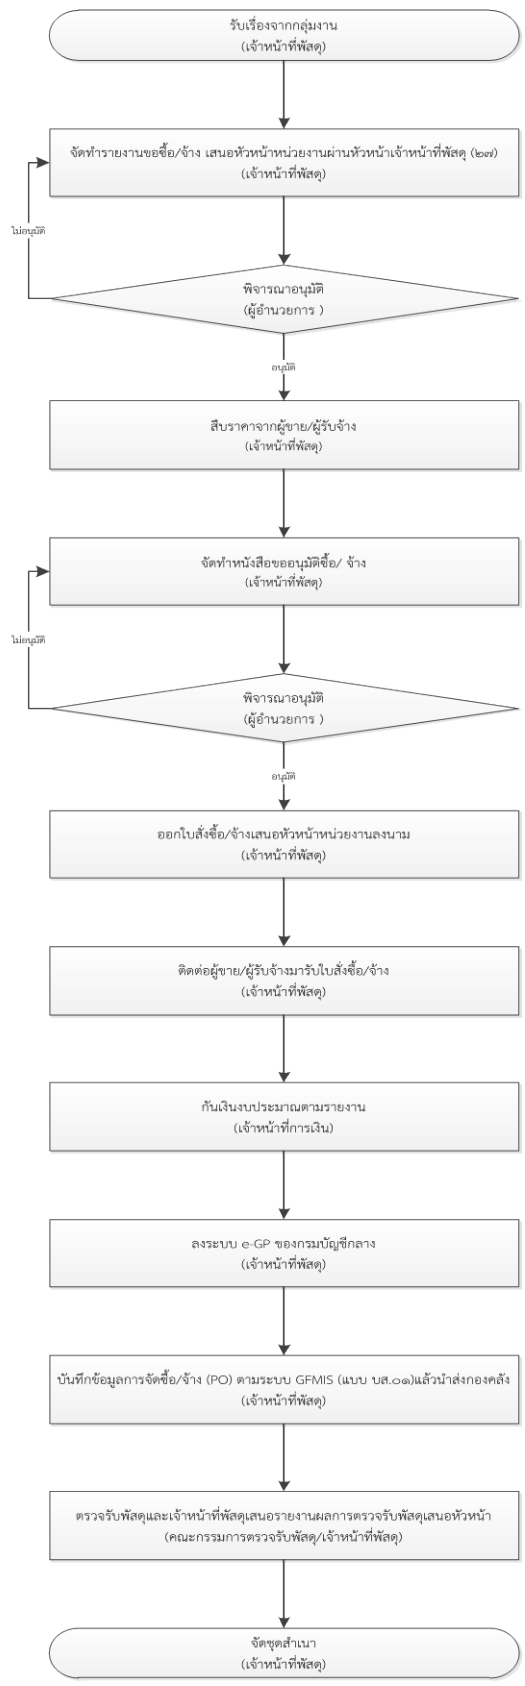 รับเรื่องจากกลุ่มงาน
(เจ้าหน้าที่พัสดุ)
จัดทำรายงานขอซื้อ/จ้าง เสนอหัวหน้าหน่วยงานผ่านหัวหน้าเจ้าหน้าที่พัสดุ (๒๗)
(เจ้าหน้าที่พัสดุ)
ไม่อนุมัติ
พิจารณาอนุมัติ
(ผู้อำนวยการ )
อนุมัติ
สืบราคาจากผู้ขาย/ผู้รับจ้าง
(เจ้าหน้าที่พัสดุ)
จัดทำหนังสือขออนุมัติซื้อ/ จ้าง
(เจ้าหน้าที่พัสดุ)
ไม่อนุมัติ
พิจารณาอนุมัติ
(ผู้อำนวยการ )
อนุมัติ
ออกใบสั่งซื้อ/จ้างเสนอหัวหน้าหน่วยงานลงนาม
(เจ้าหน้าที่พัสดุ)
ติดต่อผู้ขาย/ผู้รับจ้างมารับใบสั่งซื้อ/จ้าง
(เจ้าหน้าที่พัสดุ)
กันเงินงบประมาณตามรายงาน
(เจ้าหน้าที่การเงิน)
ลงระบบ e-GP ของกรมบัญชีกลาง
(เจ้าหน้าที่พัสดุ)
บันทึกข้อมูลการจัดซื้อ/จ้าง (PO) ตามระบบ GFMIS (แบบ บส.๐๑)แล้วนำส่งกองคลัง
(เจ้าหน้าที่พัสดุ)
ตรวจรับพัสดุและเจ้าหน้าที่พัสดุเสนอรายงานผลการตรวจรับพัสดุเสนอหัวหน้า
(คณะกรรมการตรวจรับพัสดุ/เจ้าหน้าที่พัสดุ)
จัดชุดสำเนา
(เจ้าหน้าที่พัสดุ)